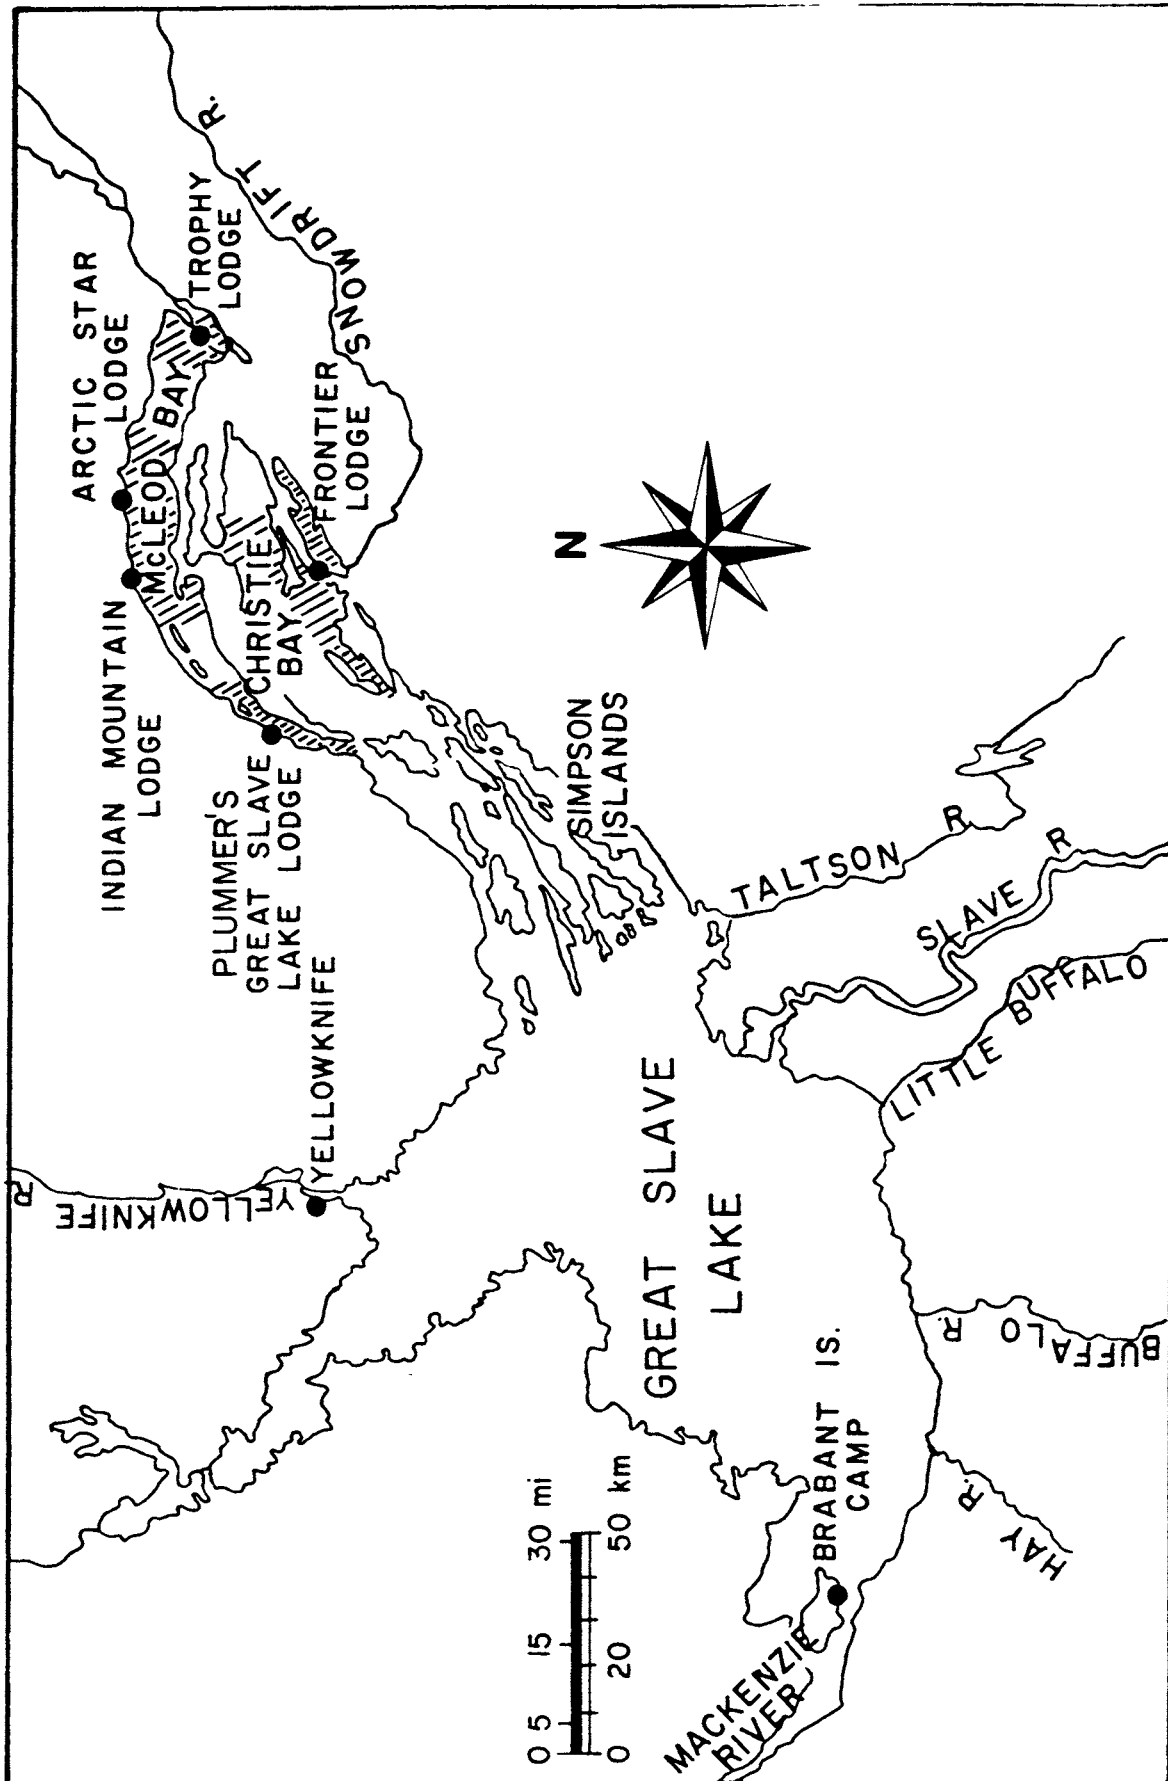 ARCTIC STAR
LODGE
TROPHY
LODGE
SNOWDRIFT R.
McLEOD
BAY
FRONTIER
LODGE
CHRISTIE
BAY
INDIAN MOUNTAIN
LODGE
PLUMMER'S
GREAT SLAVE
LAKE LODGE
YELLOWKNIFE
YELLOWKNIFE R
N
SIMPSON
ISLANDS
TALTSON R
SLAVE R
LITTLE BUFFALO
GREAT SLAVE
LAKE
BUFFALO R.
HAY R.
BRABANT IS.
CAMP
MACKENZIE
RIVER
0 5 15 30 mi
0 20 50 km